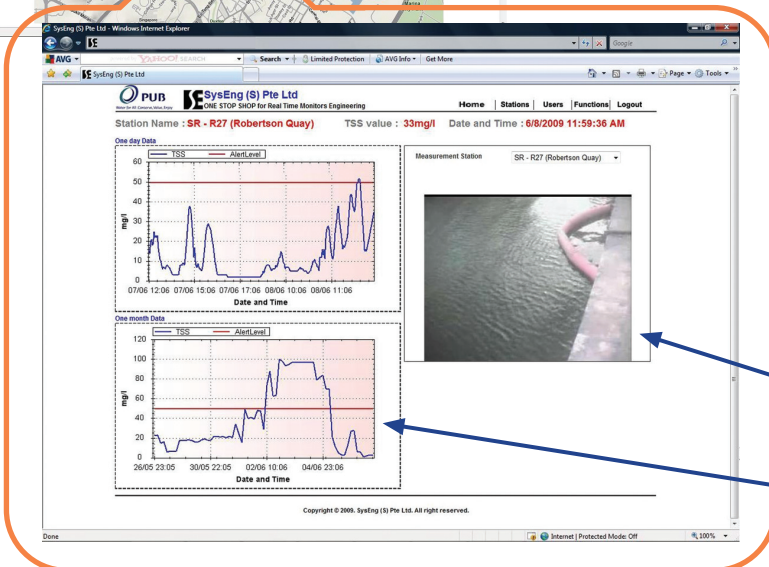 Marina
Singapore
SysEng (S) Pte Ltd - Windows Internet Explorer
SE
Google
AVG
YAHOO! SEARCH
Search
Limited Protection
AVG Info
Get More
SysEng (S) Pte Ltd
Page
Tools
PUB
SysEng (S) Pte Ltd
ONE STOP SHOP for Real Time Monitors Engineering
Home | Stations | Users | Functions | Logout
Station Name : SR - R27 (Robertson Quay) TSS value : 33mg/l Date and Time : 6/8/2009 11:59:36 AM
One day Data
TSS AlertLevel
60
50
40
30
20
10
0
mg/l
07/06 12:06 07/06 15:06 07/06 17:06 08/06 10:06 08/06 11:06
Date and Time
Measurement Station SR - R27 (Robertson Quay)
One month Data
TSS AlertLevel
120
100
80
60
40
20
0
mg/l
26/05 23:05 30/05 22:05 02/06 10:06 04/06 23:06
Date and Time
Copyright © 2009. SysEng (S) Pte Ltd. All right reserved.
Done
Internet | Protected Mode: Off
100%